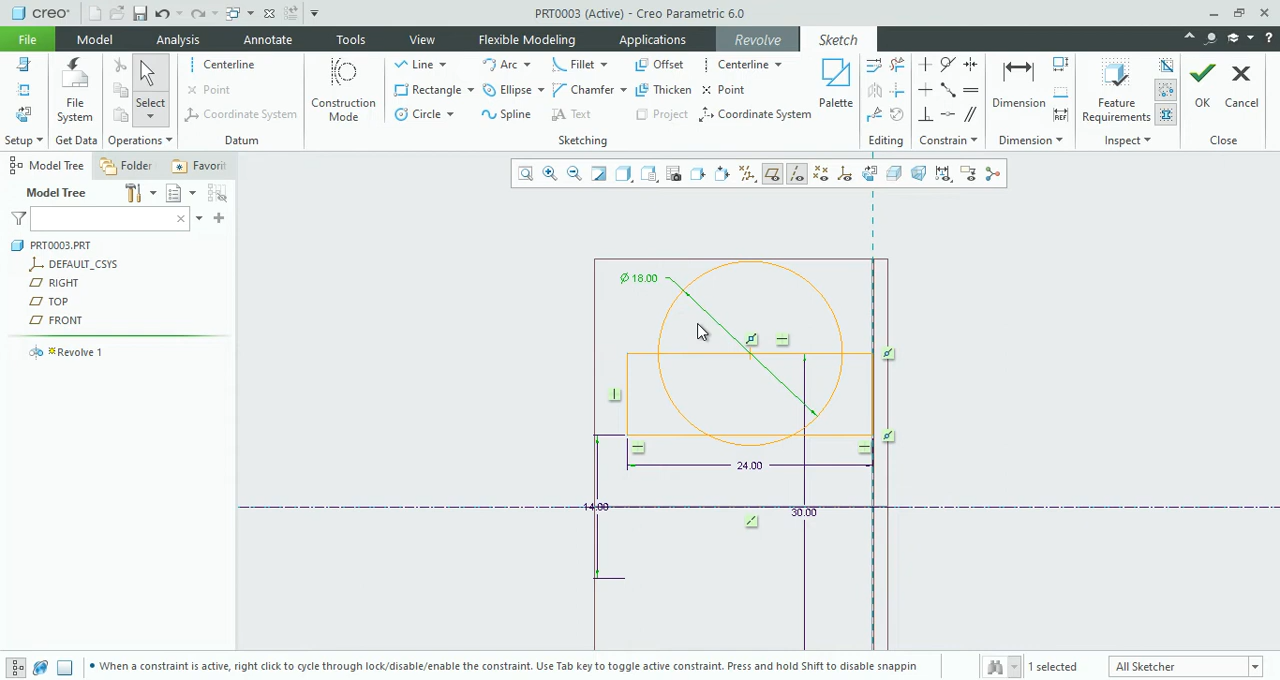 creo
PRT0003 (Active) - Creo Parametric 6.0
File Model Analysis Annotate Tools View Flexible Modeling Applications Revolve Sketch
Centerline Line Arc Fillet Offset Centerline
Point Rectangle Ellipse Chamfer Thicken Point
Coordinate System Circle Spline Text Project Coordinate System
File System Select Construction Mode Palette Dimension Feature Requirements OK Cancel
Setup Get Data Operations Datum Sketching Editing Constrain Dimension Inspect Close
REF
Model Tree Folder Favorit
Model Tree
PRT0003.PRT
DEFAULT_CSYS
RIGHT
TOP
FRONT
Revolve 1
Ø 18.00
24.00
14.00
30.00
• When a constraint is active, right click to cycle through lock/disable/enable the constraint. Use Tab key to toggle active constraint. Press and hold Shift to disable snappin
1 selected
All Sketcher